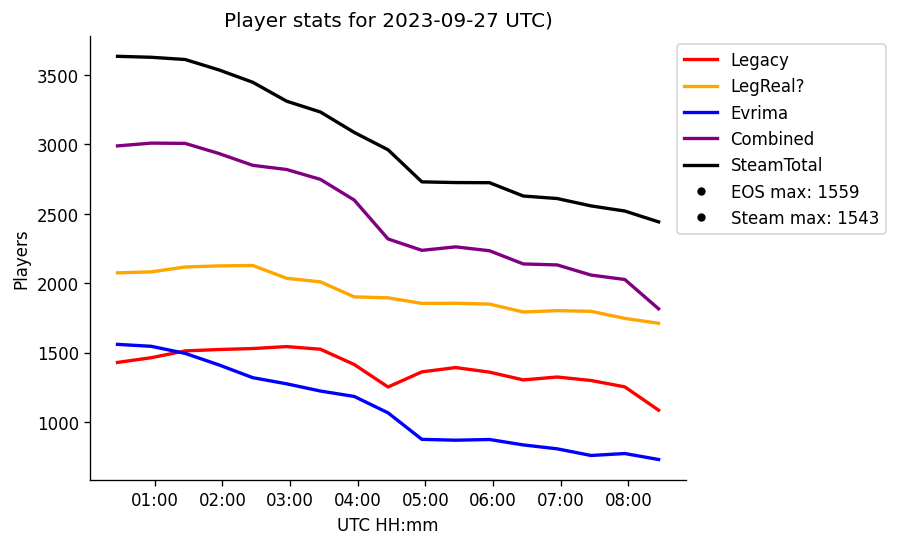 Player stats for 2023-09-27 UTC)
Legacy
LegReal?
Evrima
Combined
SteamTotal
EOS max: 1559
Steam max: 1543
Players
3500
3000
2500
2000
1500
1000
01:00 02:00 03:00 04:00 05:00 06:00 07:00 08:00
UTC HH:mm